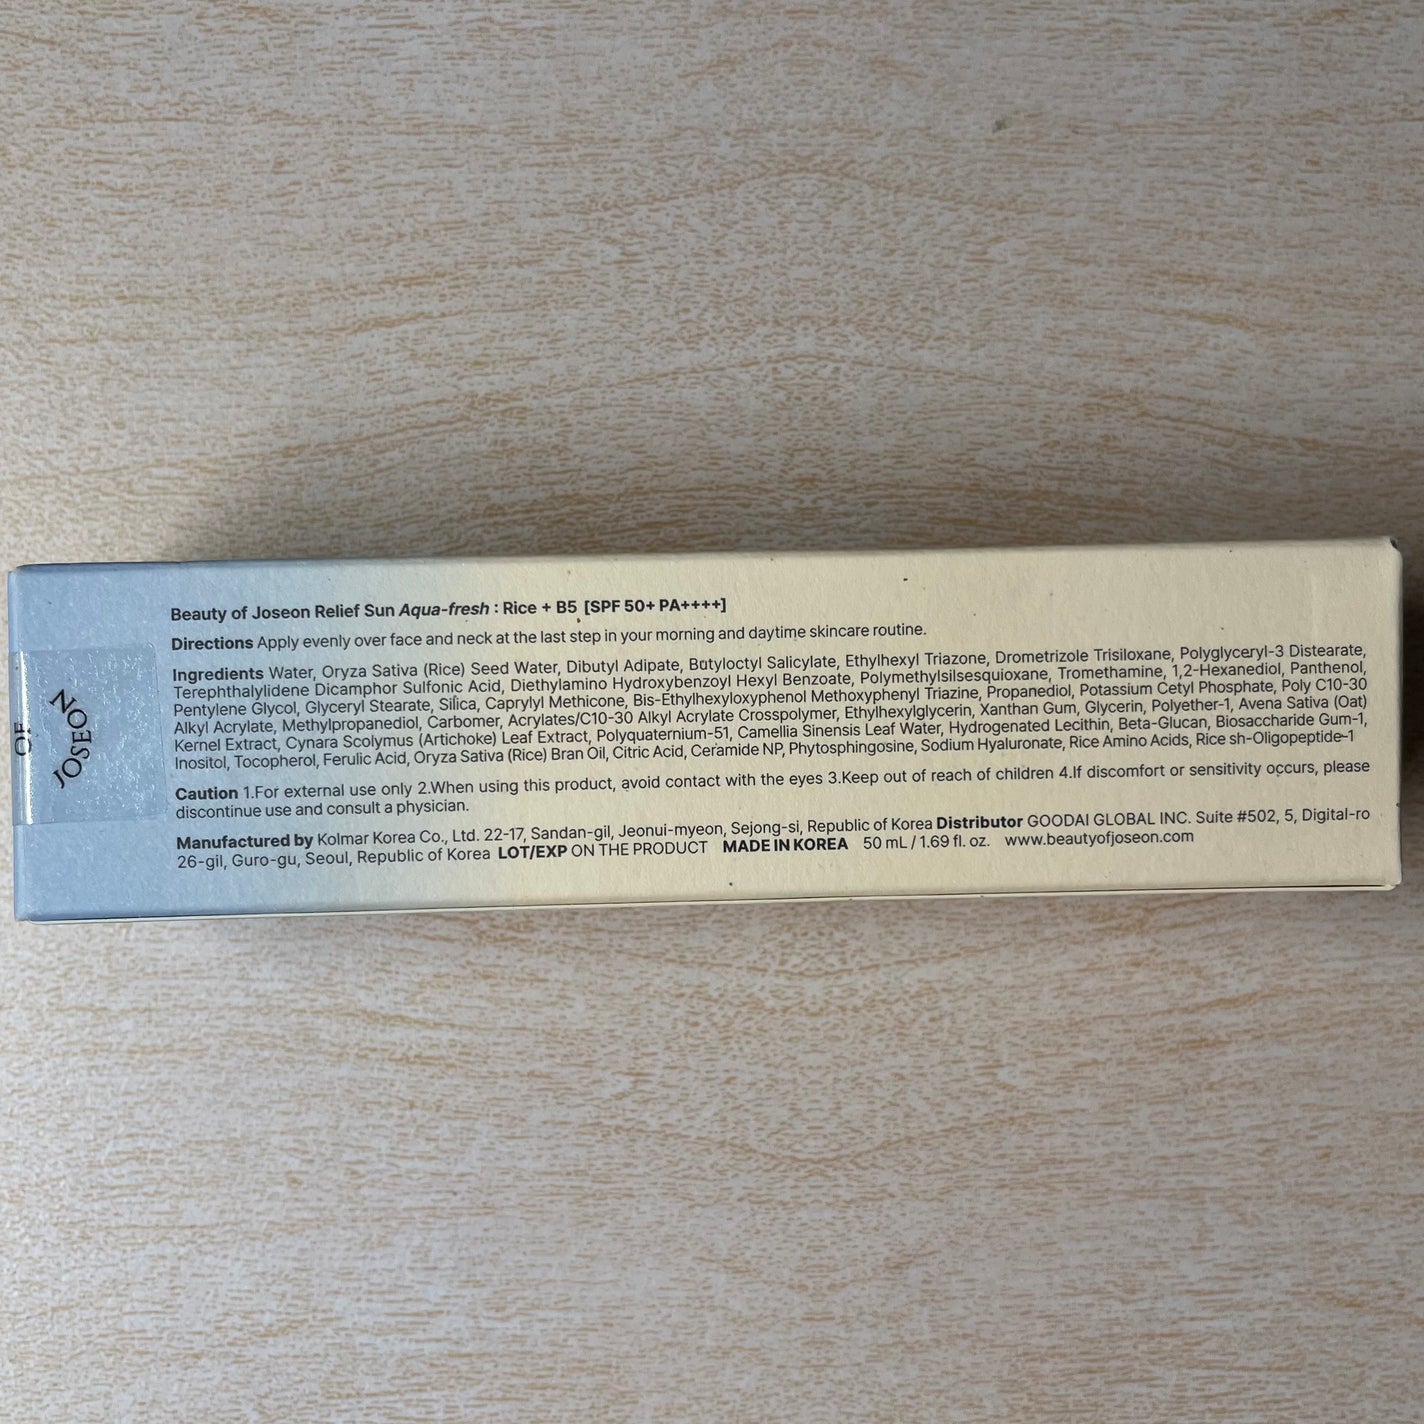 OF
JOSEON
Beauty of Joseon Relief Sun Aqua-fresh : Rice + B5 [SPF 50+ PA++++]
Directions Apply evenly over face and neck at the last step in your morning and daytime skincare routine.
Ingredients Water, Oryza Sativa (Rice) Seed Water, Dibutyl Adipate, Butyloctyl Salicylate, Ethylhexyl Triazone, Drometrizole Trisiloxane, Polyglyceryl-3 Distearate,
Terephthalylidene Dicamphor Sulfonic Acid, Diethylamino Hydroxybenzoyl Hexyl Benzoate, Polymethylsilsesquioxane, Tromethamine, 1,2-Hexanediol, Panthenol,
Pentylene Glycol, Glyceryl Stearate, Silica, Caprylyl Methicone, Bis-Ethylhexyloxyphenol Methoxyphenyl Triazine, Propanediol, Potassium Cetyl Phosphate, Poly C10-30
Alkyl Acrylate, Methylpropanediol, Carbomer, Acrylates/C10-30 Alkyl Acrylate Crosspolymer, Ethylhexylglycerin, Xanthan Gum, Glycerin, Polyether-1, Avena Sativa (Oat)
Kernel Extract, Cynara Scolymus (Artichoke) Leaf Extract, Polyquaternium-51, Camellia Sinensis Leaf Water, Hydrogenated Lecithin, Beta-Glucan, Biosaccharide Gum-1,
Inositol, Tocopherol, Ferulic Acid, Oryza Sativa (Rice) Bran Oil, Citric Acid, Ceramide NP, Phytosphingosine, Sodium Hyaluronate, Rice Amino Acids, Rice sh-Oligopeptide-1
Caution 1.For external use only 2.When using this product, avoid contact with the eyes 3.Keep out of reach of children 4.If discomfort or sensitivity occurs, please
discontinue use and consult a physician.
Manufactured by Kolmar Korea Co., Ltd. 22-17, Sandan-gil, Jeonui-myeon, Sejong-si, Republic of Korea Distributor GOODAI GLOBAL INC. Suite #502, 5, Digital-ro
26-gil, Guro-gu, Seoul, Republic of Korea LOT/EXP ON THE PRODUCT MADE IN KOREA 50 mL / 1.69 fl. oz. www.beautyofjoseon.com